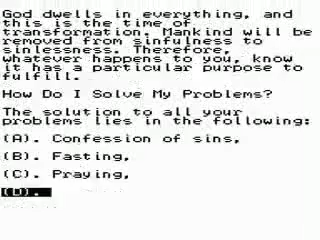 God dwells in everything, and
this is the time of
transformation. Mankind will be
removed from sinfulness to
sinlessness. Therefore,
whatever happens to you, know
it has a particular purpose to
fulfill.
How Do I Solve My Problems?
The solution to all your
problems lies in the following:
(A). Confession of sins,
(B). Fasting,
(C). Praying,
(D).